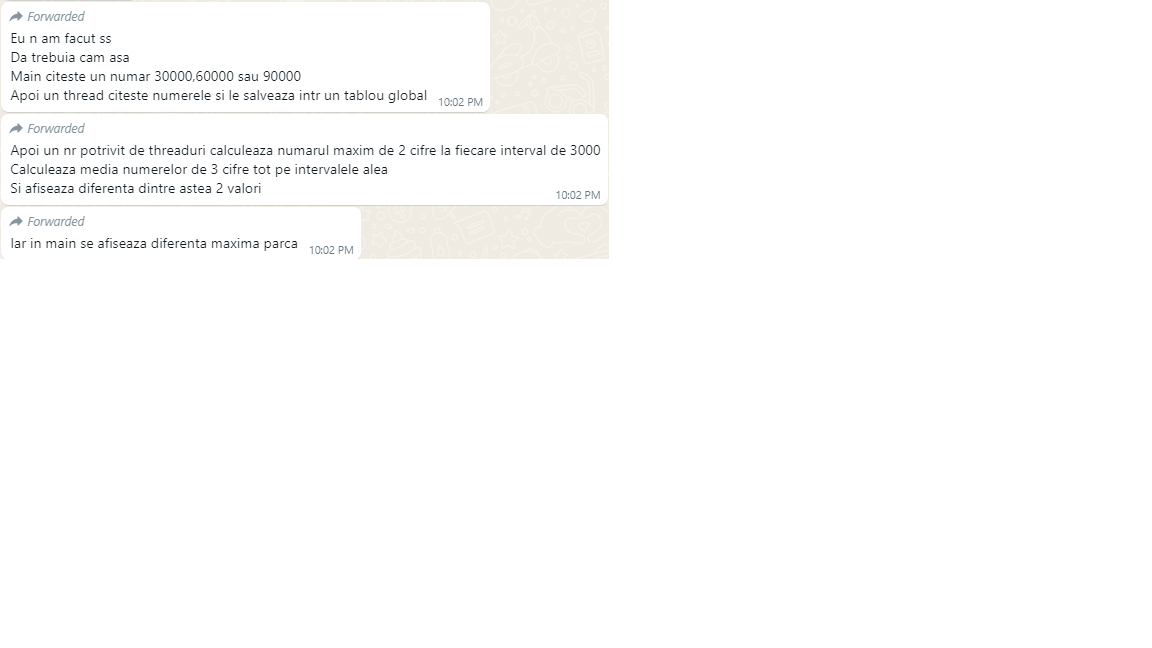 Forwarded
Eu n am facut ss
Da trebuia cam asa
Main citeste un numar 30000,60000 sau 90000
Apoi un thread citeste numerele si le salveaza intr un tablou global
10:02 PM
Forwarded
Apoi un nr potrivit de threaduri calculeaza numarul maxim de 2 cifre la fiecare interval de 3000
Calculeaza media numerelor de 3 cifre tot pe intervalele alea
Si afiseaza diferenta dintre astea 2 valori
10:02 PM
Forwarded
Iar in main se afiseaza diferenta maxima parca
10:02 PM